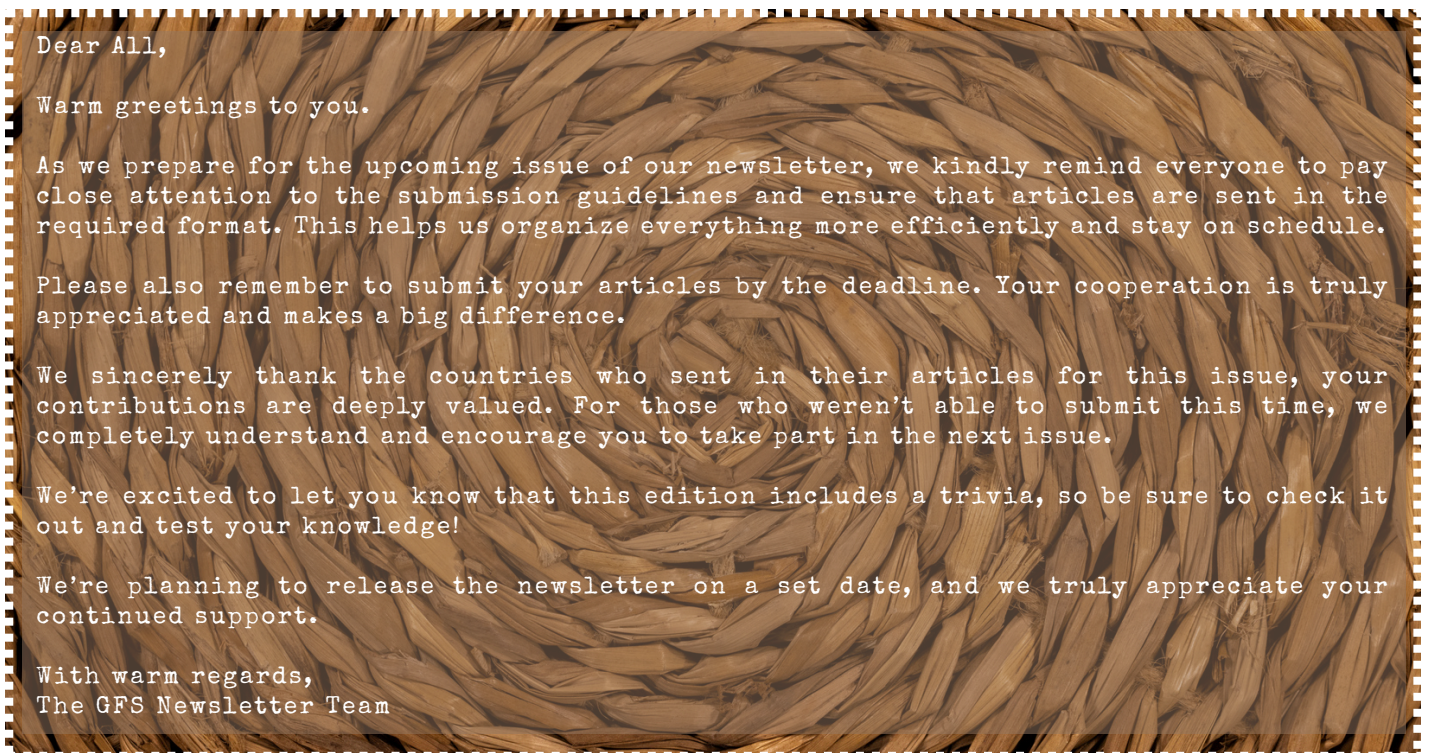 Dear All,
Warm greetings to you.
As we prepare for the upcoming issue of our newsletter, we kindly remind everyone to pay
close attention to the submission guidelines and ensure that articles are sent in the
required format. This helps us organize everything more efficiently and stay on schedule.
Please also remember to submit your articles by the deadline. Your cooperation is truly
appreciated and makes a big difference.
We sincerely thank the countries who sent in their articles for this issue, your
contributions are deeply valued. For those who weren't able to submit this time, we
completely understand and encourage you to take part in the next issue.
We're excited to let you know that this edition includes a trivia, so be sure to check it
out and test your knowledge!
We're planning to release the newsletter on a set date, and we truly appreciate your
continued support.
With warm regards,
The GFS Newsletter Team